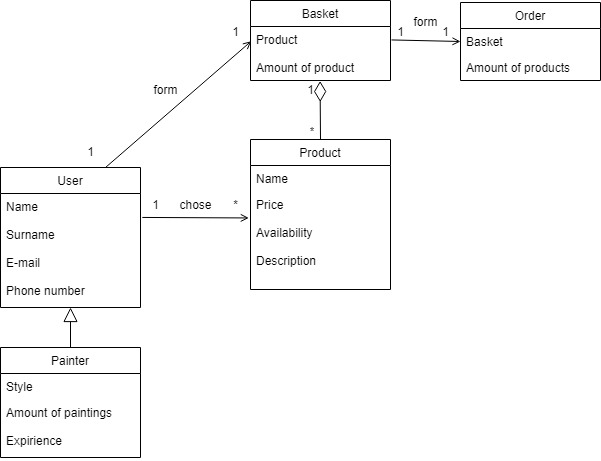 Basket
Product
Amount of product
1
1
form
1
Order
Basket
Amount of products
form
1
1
1
*
Product
Name
Price
Availability
Description
User
Name
Surname
E-mail
Phone number
1
chose
*
Painter
Style
Amount of paintings
Expirience